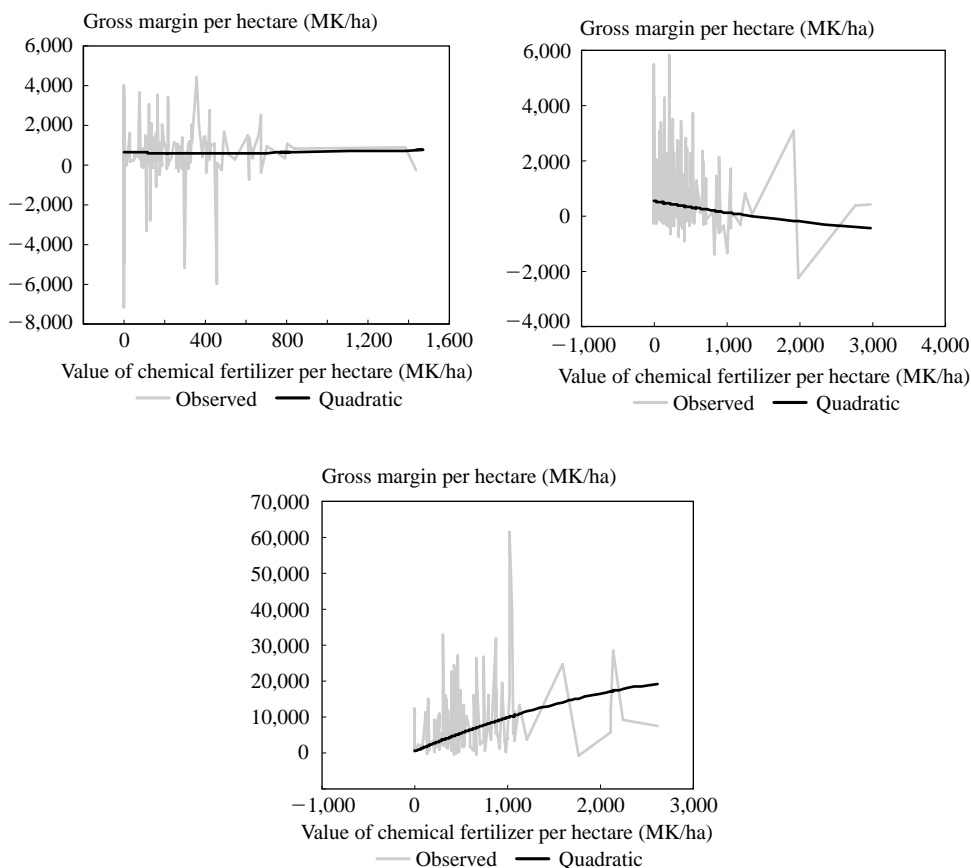 Gross margin per hectare (MK/ha)
6,000
4,000
2,000
0
−2,000
−4,000
−6,000
−8,000
0 400 800 1,200 1,600
Value of chemical fertilizer per hectare (MK/ha)
Observed Quadratic
Gross margin per hectare (MK/ha)
6,000
4,000
2,000
0
−2,000
−4,000
−1,000 0 1,000 2,000 3,000 4,000
Value of chemical fertilizer per hectare (MK/ha)
Observed Quadratic
Gross margin per hectare (MK/ha)
70,000
60,000
50,000
40,000
30,000
20,000
10,000
0
−1,000 0 1,000 2,000 3,000
Value of chemical fertilizer per hectare (MK/ha)
Observed Quadratic